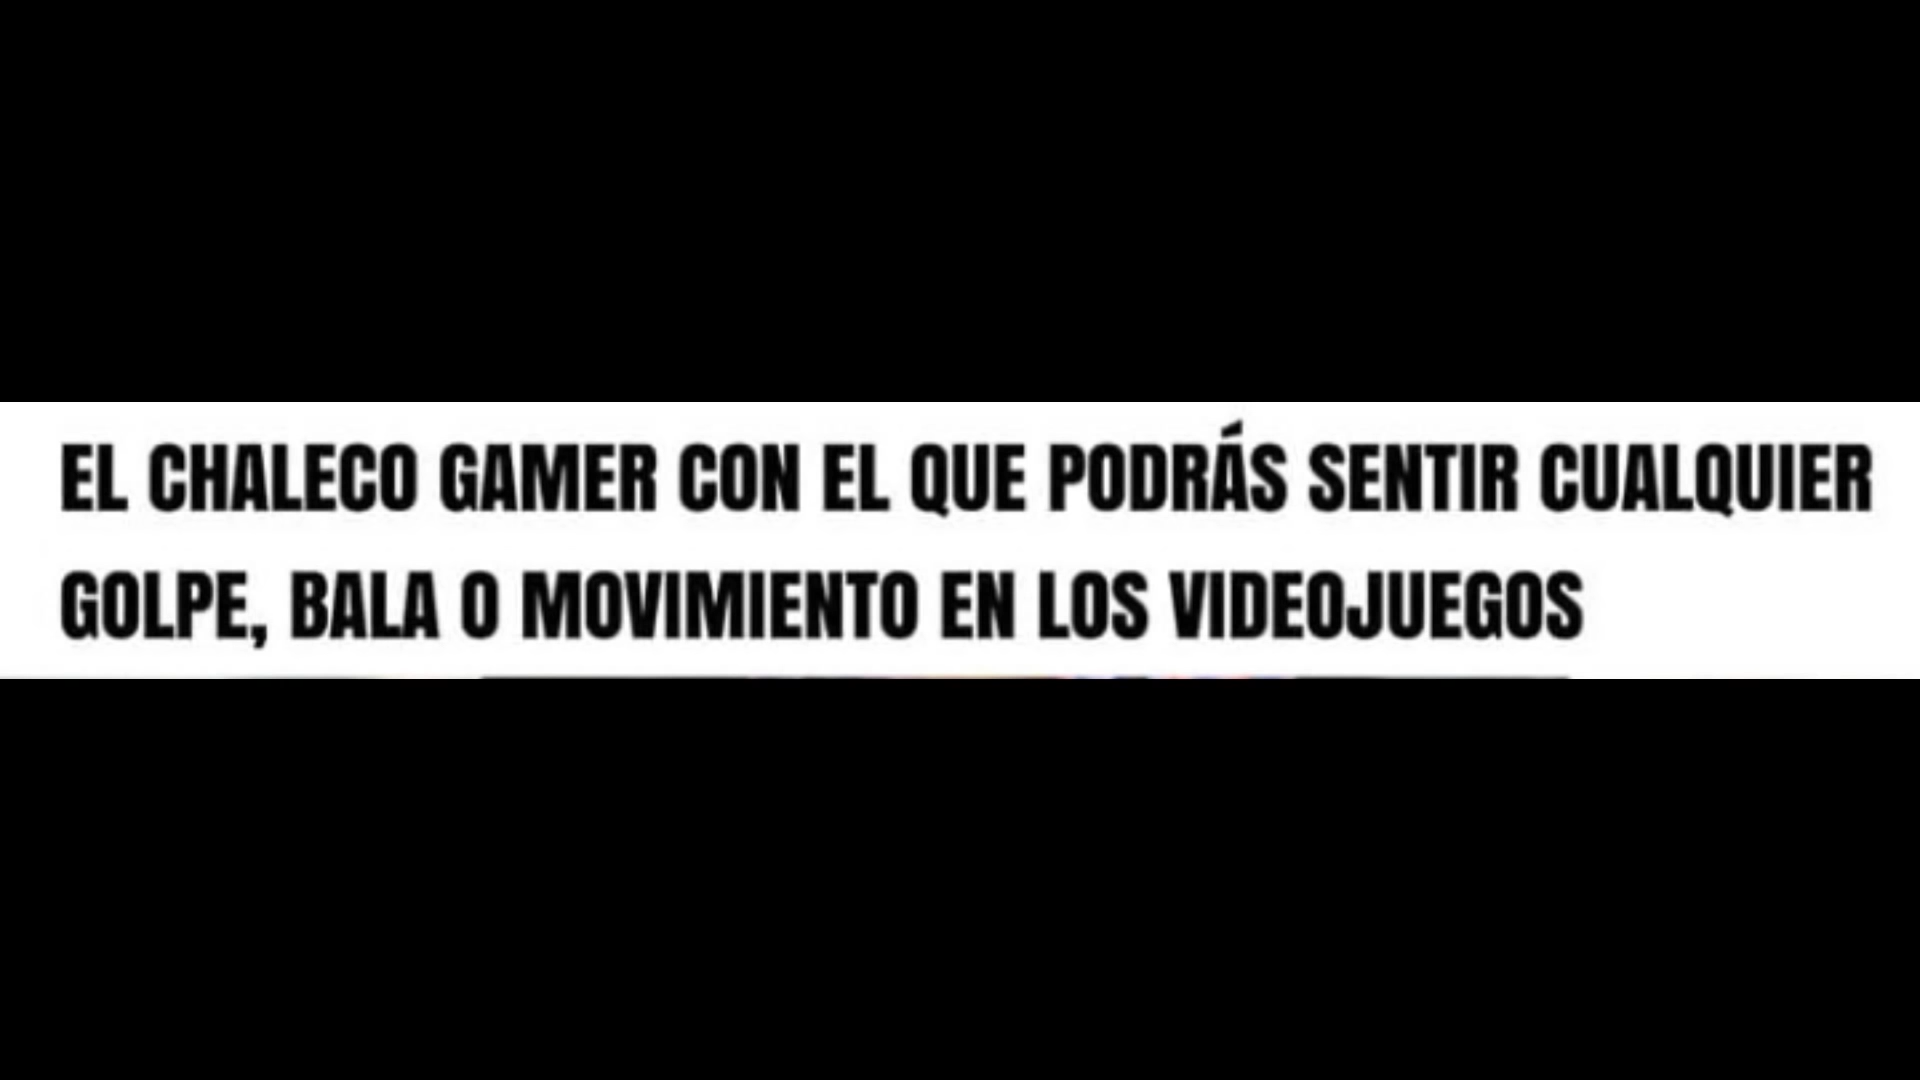 EL CHALECO GAMER CON EL QUE PODRÁS SENTIR CUALQUIER
GOLPE, BALA O MOVIMIENTO EN LOS VIDEOJUEGOS